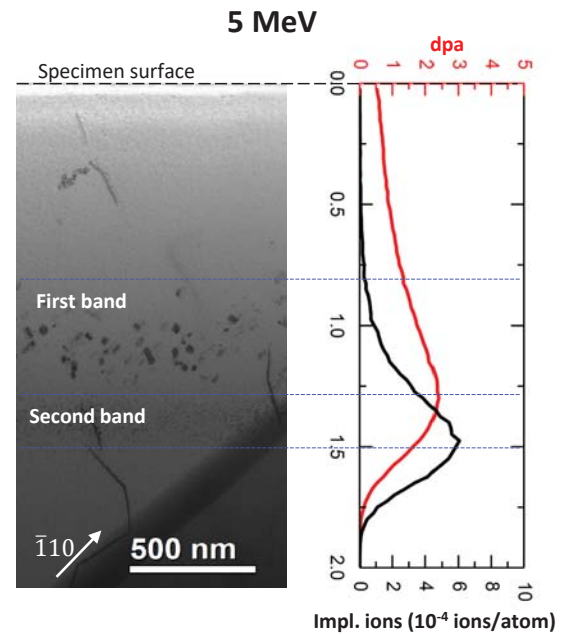 5 MeV
dpa
0 1 2 3 4 5
Specimen surface
0.0
0.5
First band
1.0
Second band
1.5
1̄10
500 nm
2.0
0 2 4 6 8 10
Impl. ions (10⁻⁴ ions/atom)